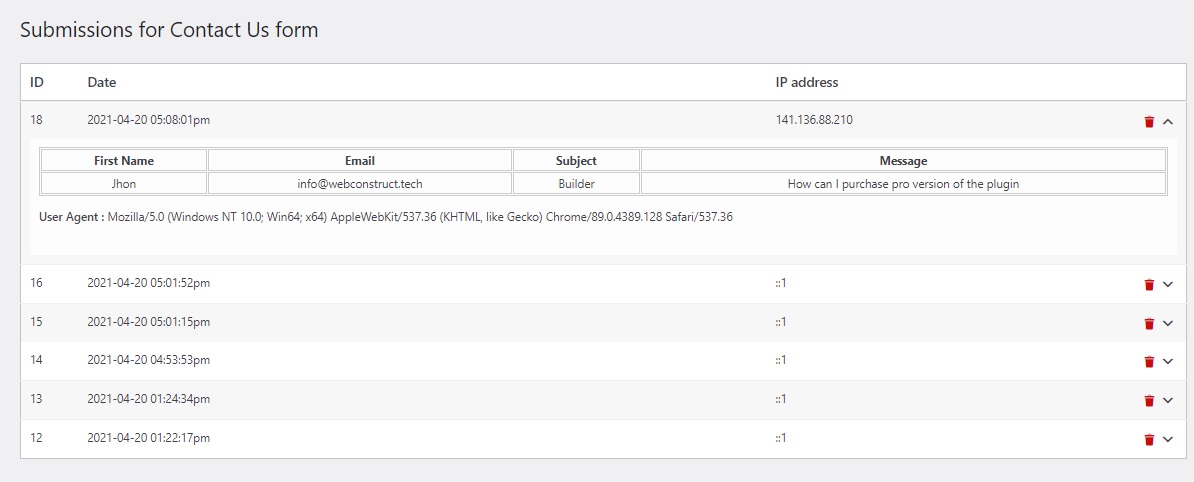 Submissions for Contact Us form
ID Date IP address
18 2021-04-20 05:08:01pm 141.136.88.210
First Name Email Subject Message
Jhon info@webconstruct.tech Builder How can I purchase pro version of the plugin
User Agent : Mozilla/5.0 (Windows NT 10.0; Win64; x64) AppleWebKit/537.36 (KHTML, like Gecko) Chrome/89.0.4389.128 Safari/537.36
16 2021-04-20 05:01:52pm ::1
15 2021-04-20 05:01:15pm ::1
14 2021-04-20 04:53:53pm ::1
13 2021-04-20 01:24:34pm ::1
12 2021-04-20 01:22:17pm ::1